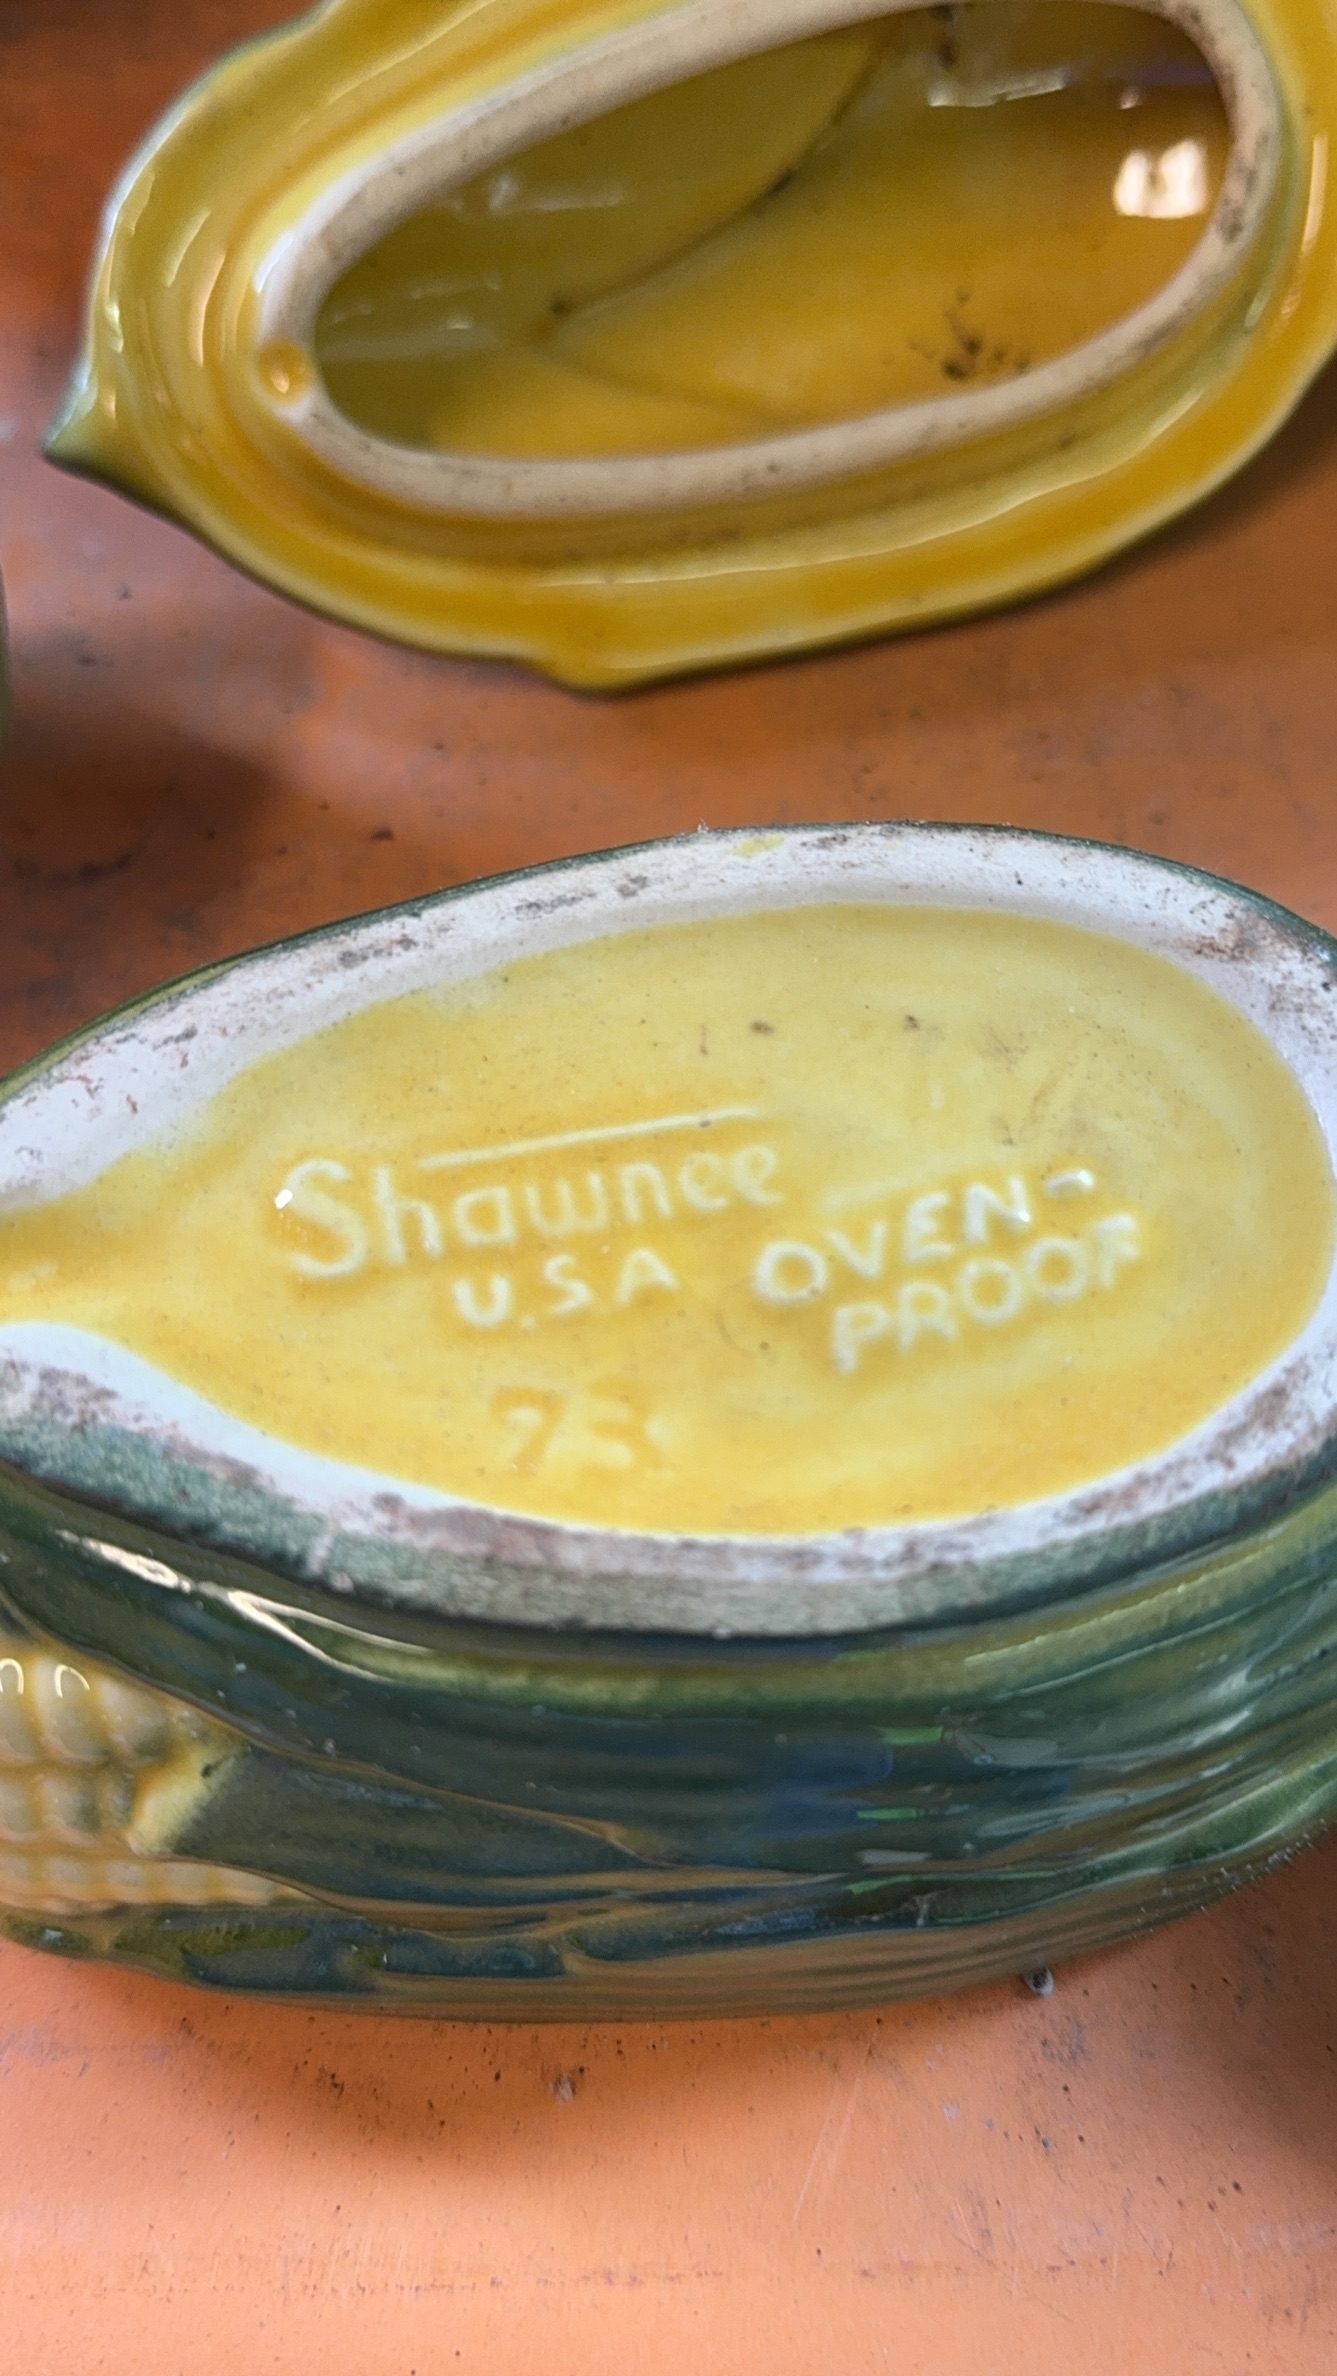 Shawnee
U.S.A OVEN-
PROOF
73